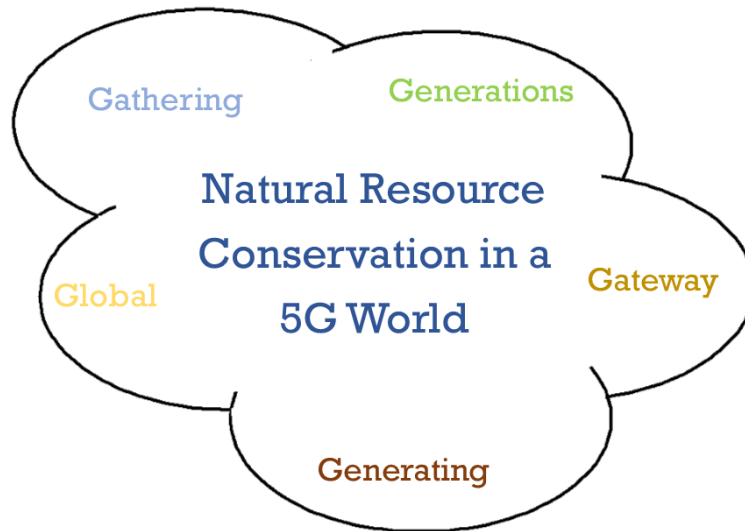 Gathering
Generations
Natural Resource
Conservation in a
5G World
Global
Gateway
Generating